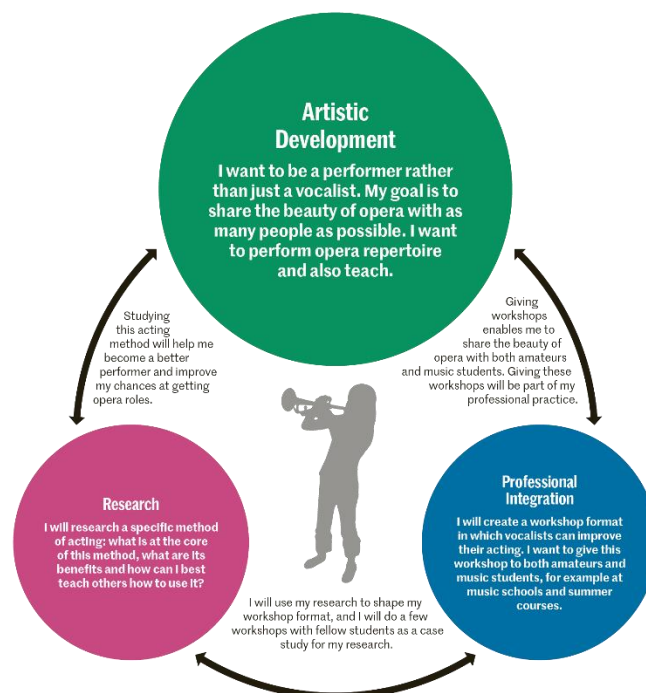 Artistic
Development
I want to be a performer rather
than just a vocalist. My goal is to
share the beauty of opera with as
many people as possible. I want
to perform opera repertoire
and also teach.
Studying
this acting
method will help me
become a better
performer and improve
my chances at getting
opera roles.
Giving
workshops
enables me to
share the beauty of
opera with both amateurs
and music students. Giving these
workshops will be part of my
professional practice.
Research
I will research a specific method
of acting: what is at the core
of this method, what are its
benefits and how can I best
teach others how to use it?
Professional
Integration
I will create a workshop format
in which vocalists can improve
their acting. I want to give this
workshop to both amateurs and
music students, for example at
music schools and summer
courses.
I will use my research to shape my
workshop format, and I will do a few
workshops with fellow students as a case
study for my research.